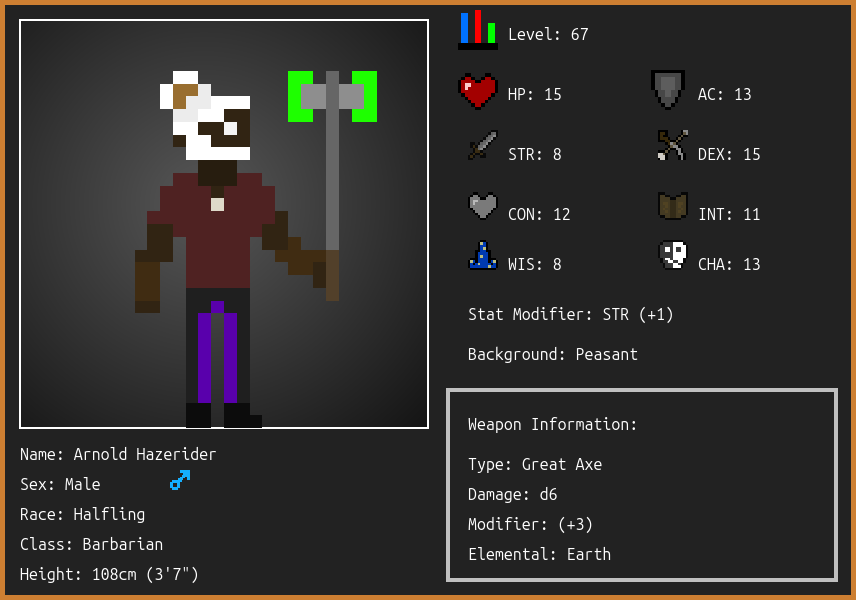 Level: 67
HP: 15
AC: 13
STR: 8
DEX: 15
CON: 12
INT: 11
WIS: 8
CHA: 13
Stat Modifier: STR (+1)
Background: Peasant
Weapon Information:
Type: Great Axe
Damage: d6
Modifier: (+3)
Elemental: Earth
Name: Arnold Hazerider
Sex: Male
Race: Halfling
Class: Barbarian
Height: 108cm (3'7")